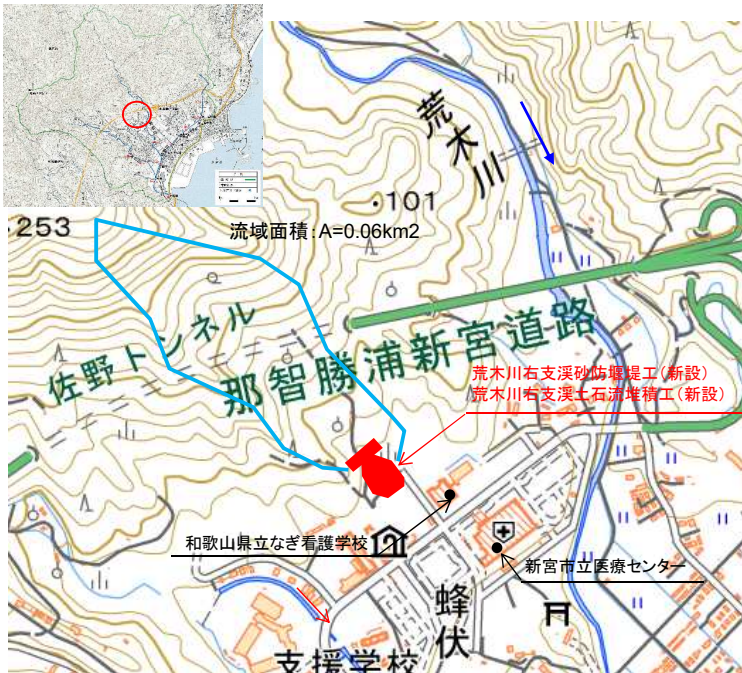 荒木川
253
101
流域面積:A=0.06km2
佐野トンネル
那智勝浦新宮道路
荒木川右支渓砂防堰堤工(新設)
荒木川右支渓土石流堆積工(新設)
和歌山県立なぎ看護学校
新宮市立医療センター
蜂伏
支援学校